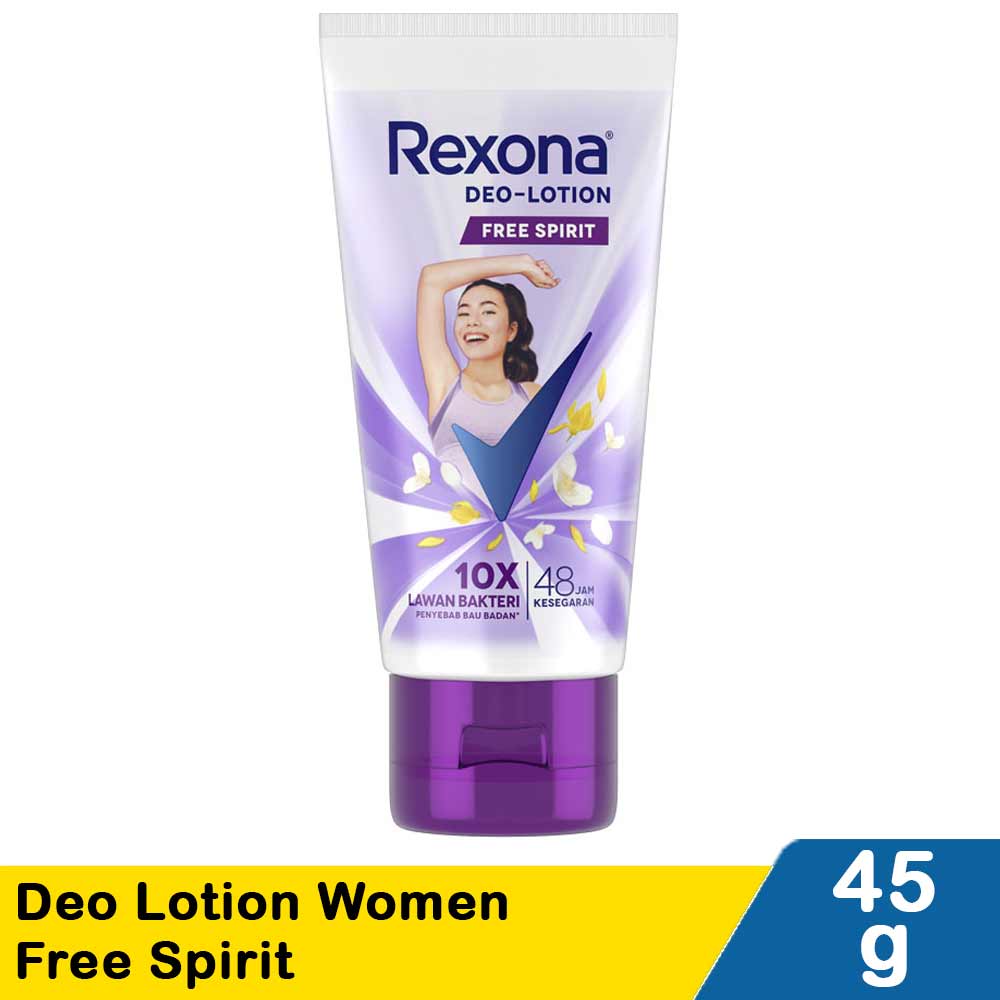 Rexona®
DEO-LOTION
FREE SPIRIT
10X
LAWAN BAKTERI
PENYEBAB BAU BADAN*
48 JAM
KESEGARAN
Deo Lotion Women
Free Spirit
45
g